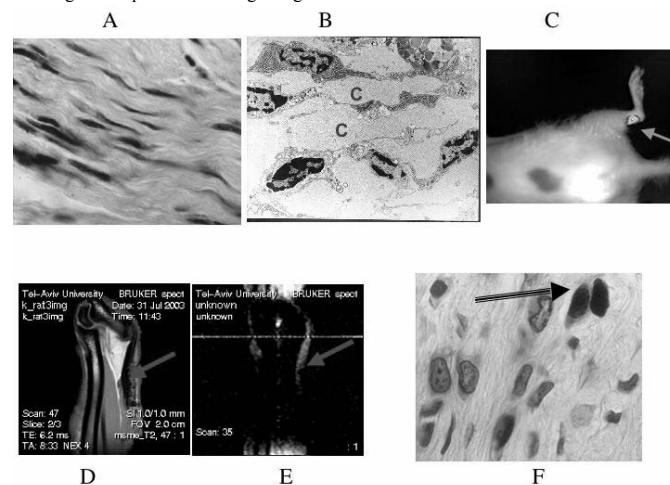 A
B
C
C
C
Tel-Aviv University
BRUKER spect
k_rat3img
Date: 31 Jul 2003
k_rat3img
Time: 11:43
Scan: 47
Slice: 2/3
TE: 6.2 ms
TA: 8:33 NEX 4
SI 1.0/1.0 mm
FOV 2.0 cm
msme_T2, 47 : 1
Tel-Aviv University
BRUKER spect
unknown
unknown
Scan: 35
: 1
D
E
F